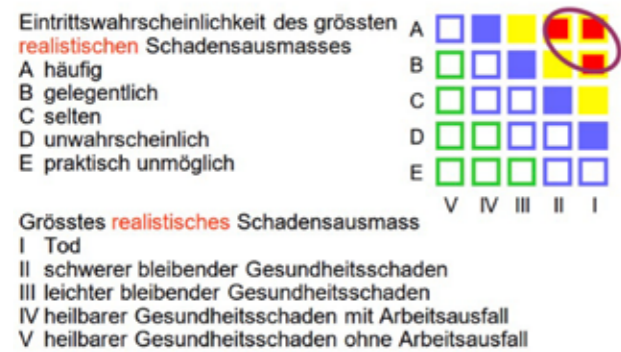 Eintrittswahrscheinlichkeit des grössten
realistischen Schadensausmasses
A häufig
B gelegentlich
C selten
D unwahrscheinlich
E praktisch unmöglich
A
B
C
D
E
V IV III II I
Grösstes realistisches Schadensausmass
I Tod
II schwerer bleibender Gesundheitsschaden
III leichter bleibender Gesundheitsschaden
IV heilbarer Gesundheitsschaden mit Arbeitsausfall
V heilbarer Gesundheitsschaden ohne Arbeitsausfall